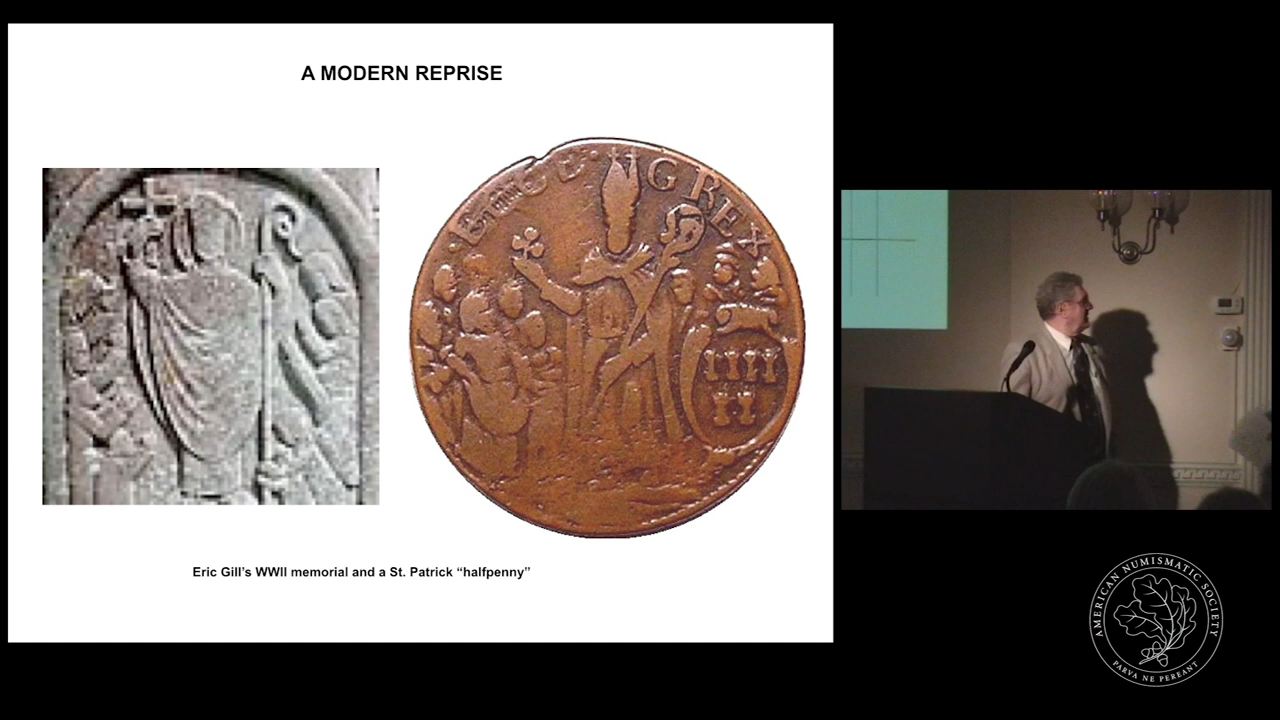 A MODERN REPRISE
G REX
Eric Gill’s WWII memorial and a St. Patrick “halfpenny”
AMERICAN NUMISMATIC SOCIETY
PARVA NE PEREANT